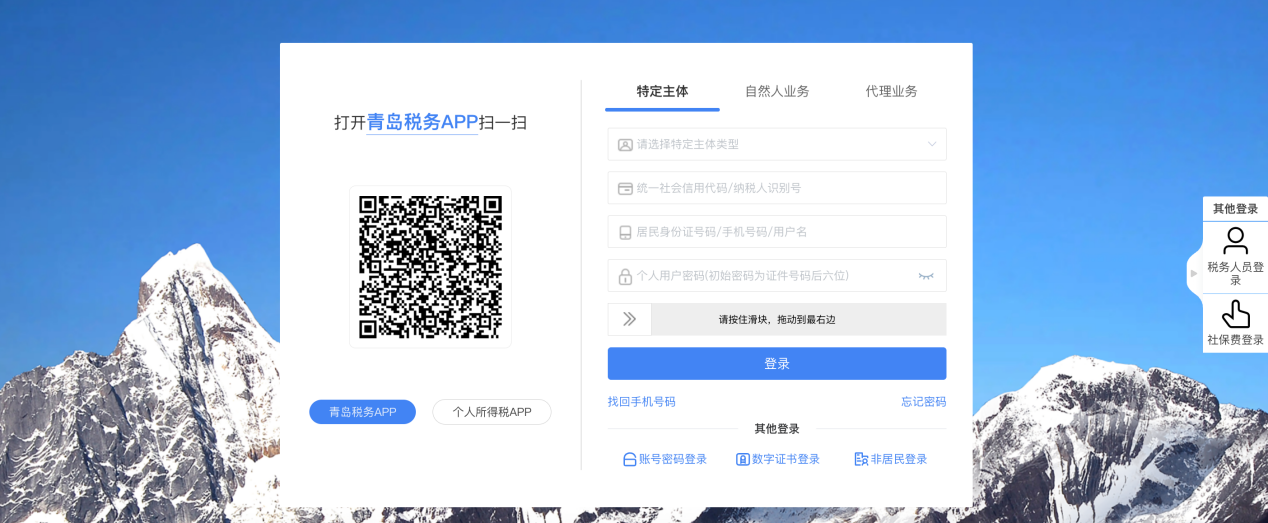 打开青岛税务APP扫一扫
青岛税务APP
个人所得税APP
特定主体
自然人业务
代理业务
请选择特定主体类型
统一社会信用代码/纳税人识别号
居民身份证号码/手机号码/用户名
个人用户密码(初始密码为证件号码后六位)
请按住滑块，拖动到最右边
登录
找回手机号码
忘记密码
其他登录
账号密码登录
数字证书登录
非居民登录
其他登录
税务人员登
录
社保费登录